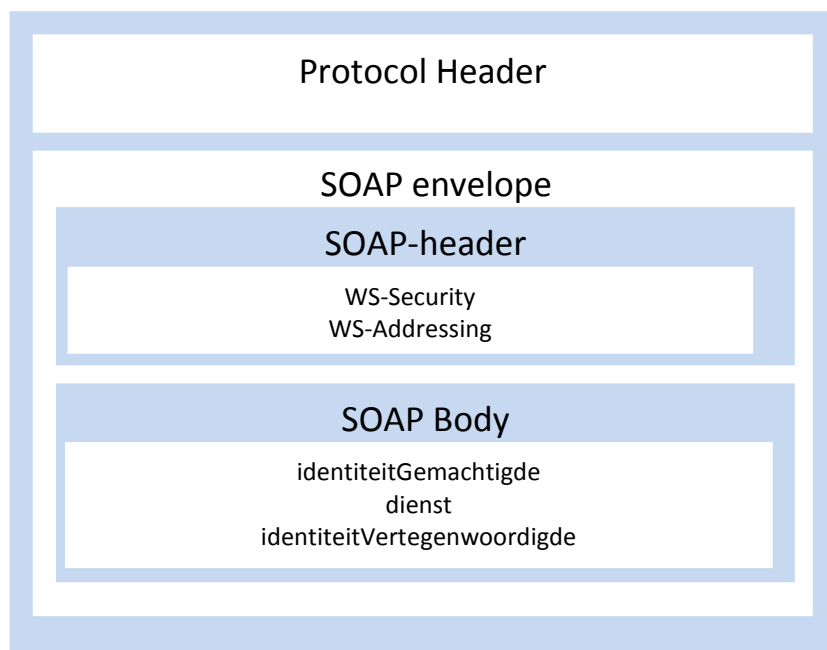 Protocol Header
SOAP envelope
SOAP-header
WS-Security
WS-Addressing
SOAP Body
identiteitGemachtigde
dienst
identiteitVertegenwoordigde